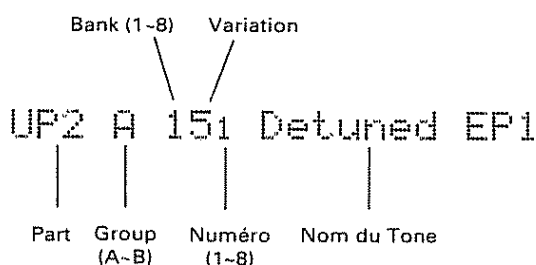 Bank (1~8) Variation
UP2 A 151 Detuned EP1
Part Group Numéro Nom du Tone
(A~B) (1~8)